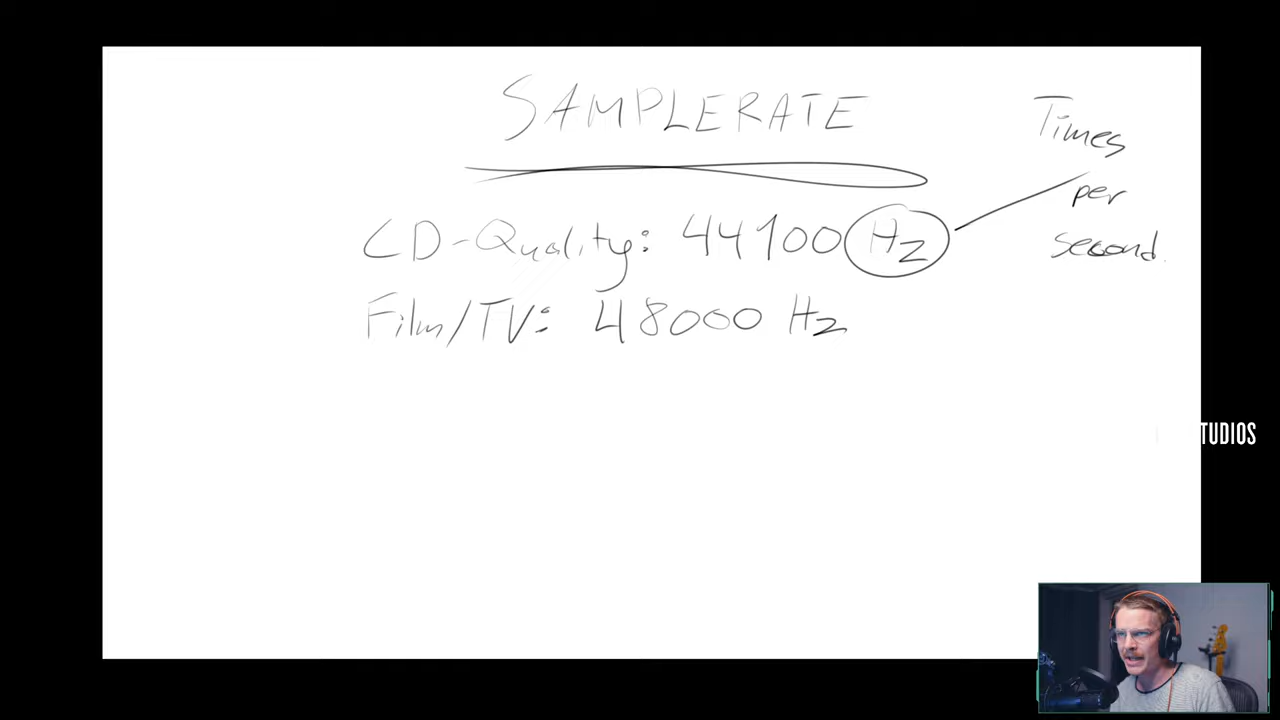 SAMPLERATE
Times
per
second.
CD-Quality: 44100 Hz
Film/TV: 48000 Hz
TUDIOS